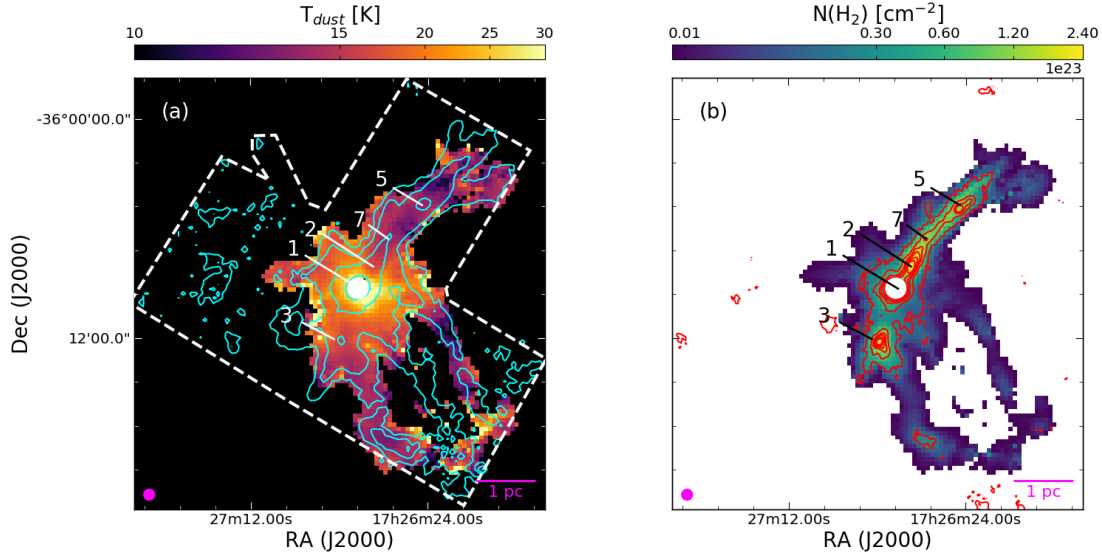 T_dust [K]
10 15 20 25 30
(a)
-36°00'00.0"
5
7
2
1
3
12'00.0"
Dec (J2000)
1 pc
27m12.00s 17h26m24.00s
RA (J2000)
N(H₂) [cm⁻²]
0.01 0.30 0.60 1.20 2.40
1e23
(b)
5
7
2
1
3
1 pc
27m12.00s 17h26m24.00s
RA (J2000)